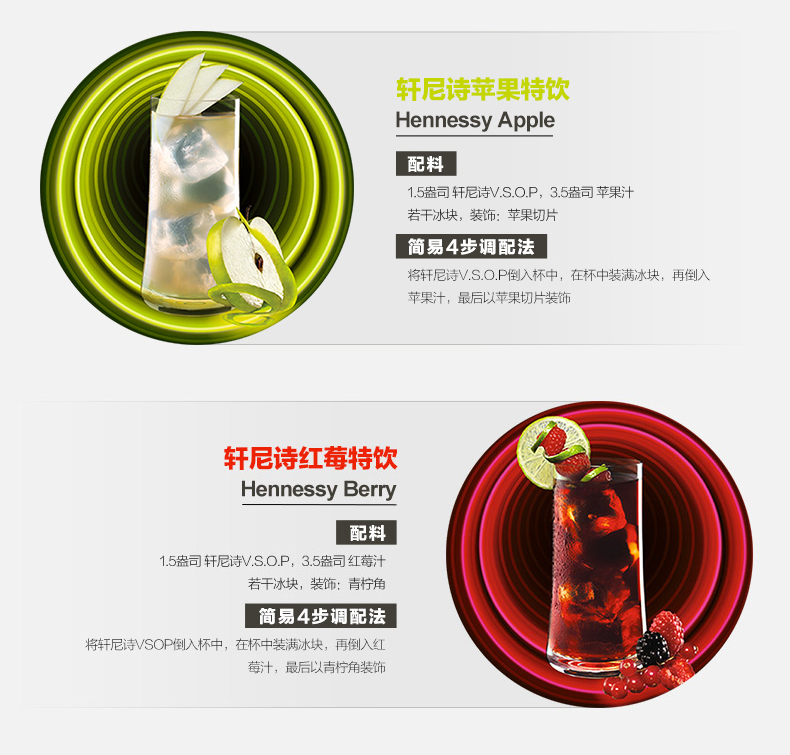 轩尼诗苹果特饮
Hennessy Apple
配料
1.5盎司 轩尼诗V.S.O.P，3.5盎司 苹果汁
若干冰块，装饰：苹果切片
简易4步调配法
将轩尼诗V.S.O.P倒入杯中，在杯中装满冰块，再倒入
苹果汁，最后以苹果切片装饰
轩尼诗红莓特饮
Hennessy Berry
配料
1.5盎司 轩尼诗V.S.O.P，3.5盎司 红莓汁
若干冰块，装饰：青柠角
简易4步调配法
将轩尼诗VSOP倒入杯中，在杯中装满冰块，再倒入红
莓汁，最后以青柠角装饰